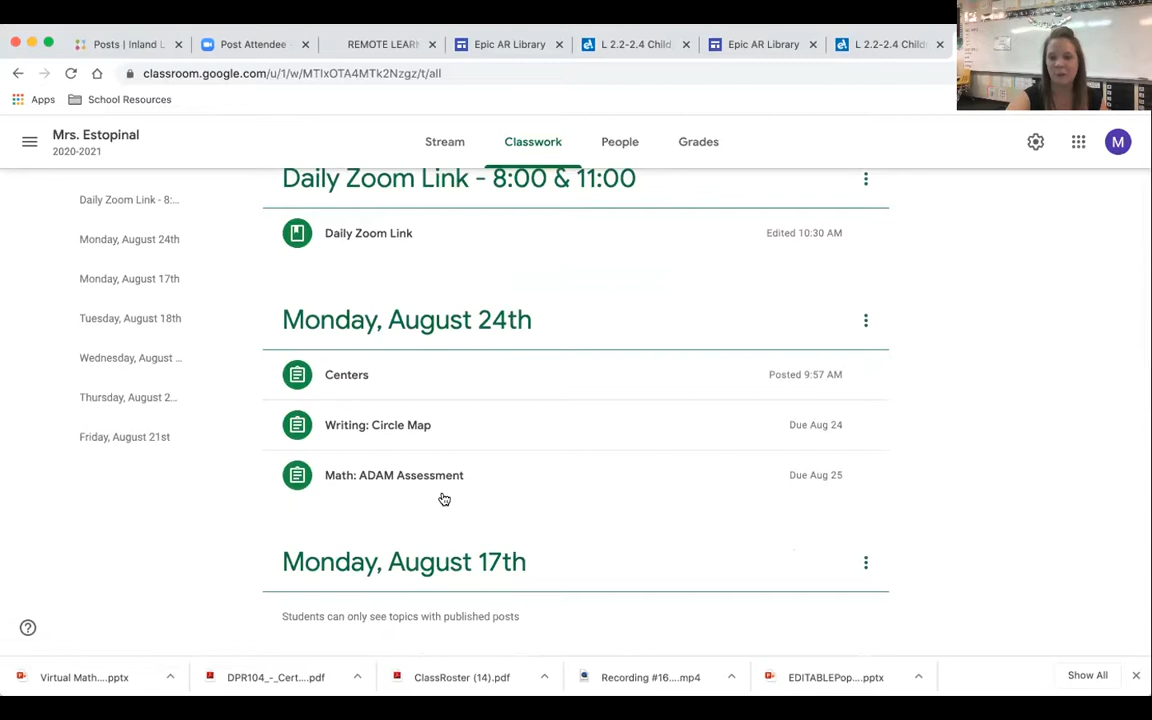 Posts | Inland L
Post Attendee -
REMOTE LEAR
Epic AR Library
L 2.2-2.4 Child
Epic AR Library
L 2.2-2.4 Child
classroom.google.com/u/1/w/MTIxOTA4MTk2Nzgz/t/all
Apps
School Resources
Mrs. Estopinal
2020-2021
Stream
Classwork
People
Grades
M
Daily Zoom Link - 8:...
Monday, August 24th
Monday, August 17th
Tuesday, August 18th
Wednesday, August ...
Thursday, August 2...
Friday, August 21st
Daily Zoom Link - 8:00 & 11:00
Daily Zoom Link
Edited 10:30 AM
Monday, August 24th
Centers
Posted 9:57 AM
Writing: Circle Map
Due Aug 24
Math: ADAM Assessment
Due Aug 25
Monday, August 17th
Students can only see topics with published posts
Virtual Math....pptx
DPR104_-_Cert....pdf
ClassRoster (14).pdf
Recording #16....mp4
EDITABLEPop....pptx
Show All